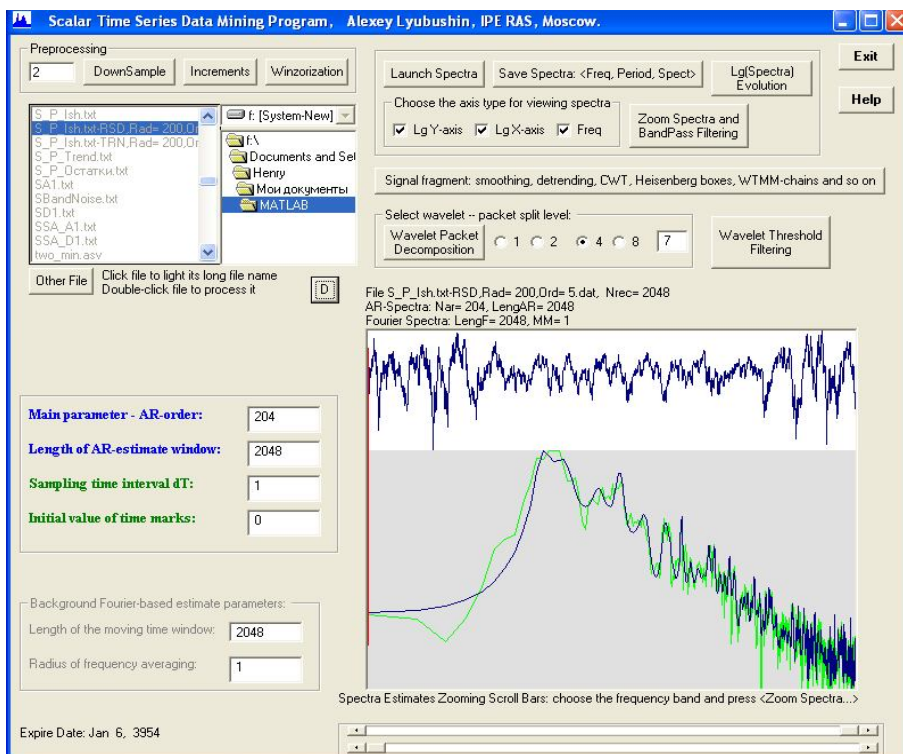 Scalar Time Series Data Mining Program, Alexey Lyubushin, IPE RAS, Moscow.
Preprocessing
2
DownSample
Increments
Winzorization
S_P_Ish.txt
S_P_Ish.txt-RSD,Rad= 200,Or
S_P_Ish.txt-TRN,Rad= 200,O
S_P_Trend.txt
S_P_Остатки.txt
SA1.txt
SBandNoise.txt
SD1.txt
SSA_A1.txt
SSA_D1.txt
two_min.asv
f: [System-New]
f:\
Documents and Set
Henry
Мои документы
MATLAB
Other File
Click file to light its long file name
Double-click file to process it
D
Launch Spectra
Save Spectra: <Freq, Period, Spect>
Lg(Spectra)
Evolution
Exit
Help
Choose the axis type for viewing spectra
Lg Y-axis
Lg X-axis
Freq
Zoom Spectra and
BandPass Filtering
Signal fragment: smoothing, detrending, CWT, Heisenberg boxes, WTMM-chains and so on
Select wavelet -- packet split level:
Wavelet Packet
Decomposition
1
2
4
8
7
Wavelet Threshold
Filtering
File S_P_Ish.txt-RSD,Rad= 200,Ord= 5.dat, Nrec= 2048
AR-Spectra: Nar= 204, LengAR= 2048
Fourier Spectra: LengF= 2048, MM= 1
Main parameter - AR-order:
204
Length of AR-estimate window:
2048
Sampling time interval dT:
1
Initial value of time marks:
0
Background Fourier-based estimate parameters:
Length of the moving time window:
2048
Radius of frequency averaging:
1
Spectra Estimates Zooming Scroll Bars: choose the frequency band and press <Zoom Spectra...>
Expire Date: Jan 6, 3954